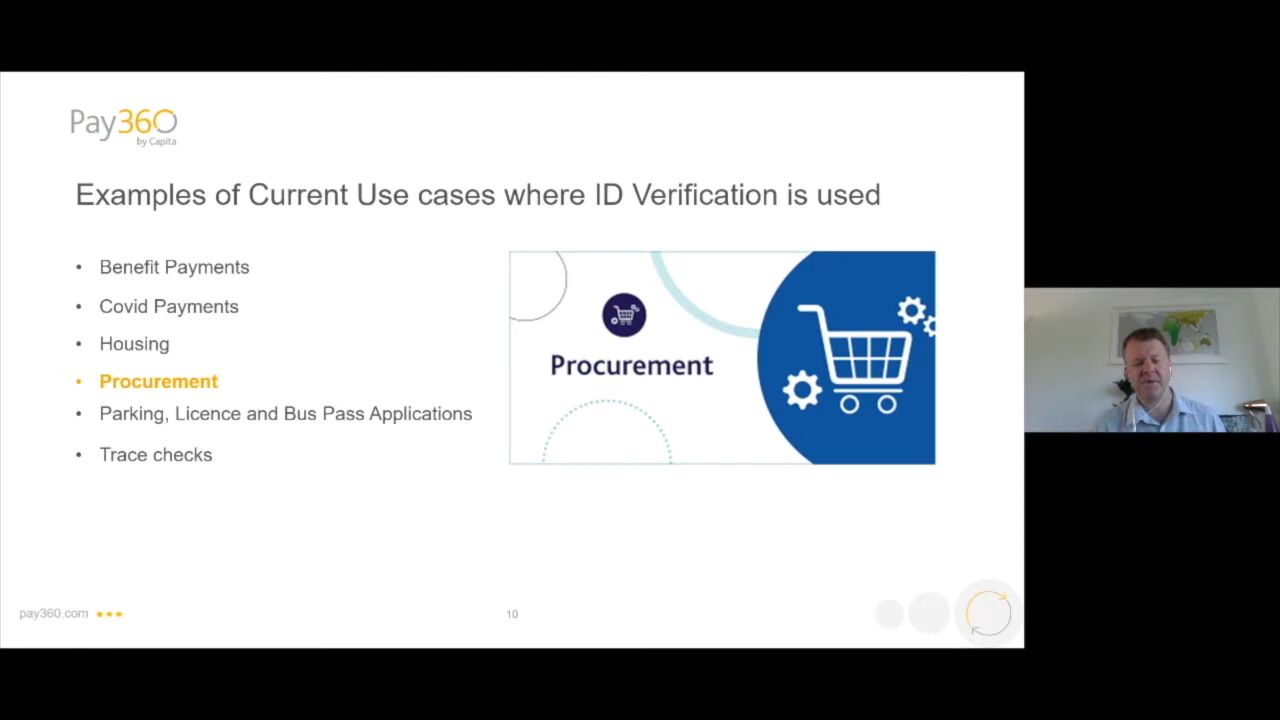 Pay360
by Capita
Examples of Current Use cases where ID Verification is used
• Benefit Payments
• Covid Payments
• Housing
• Procurement
• Parking, Licence and Bus Pass Applications
• Trace checks
Procurement
pay360.com
10